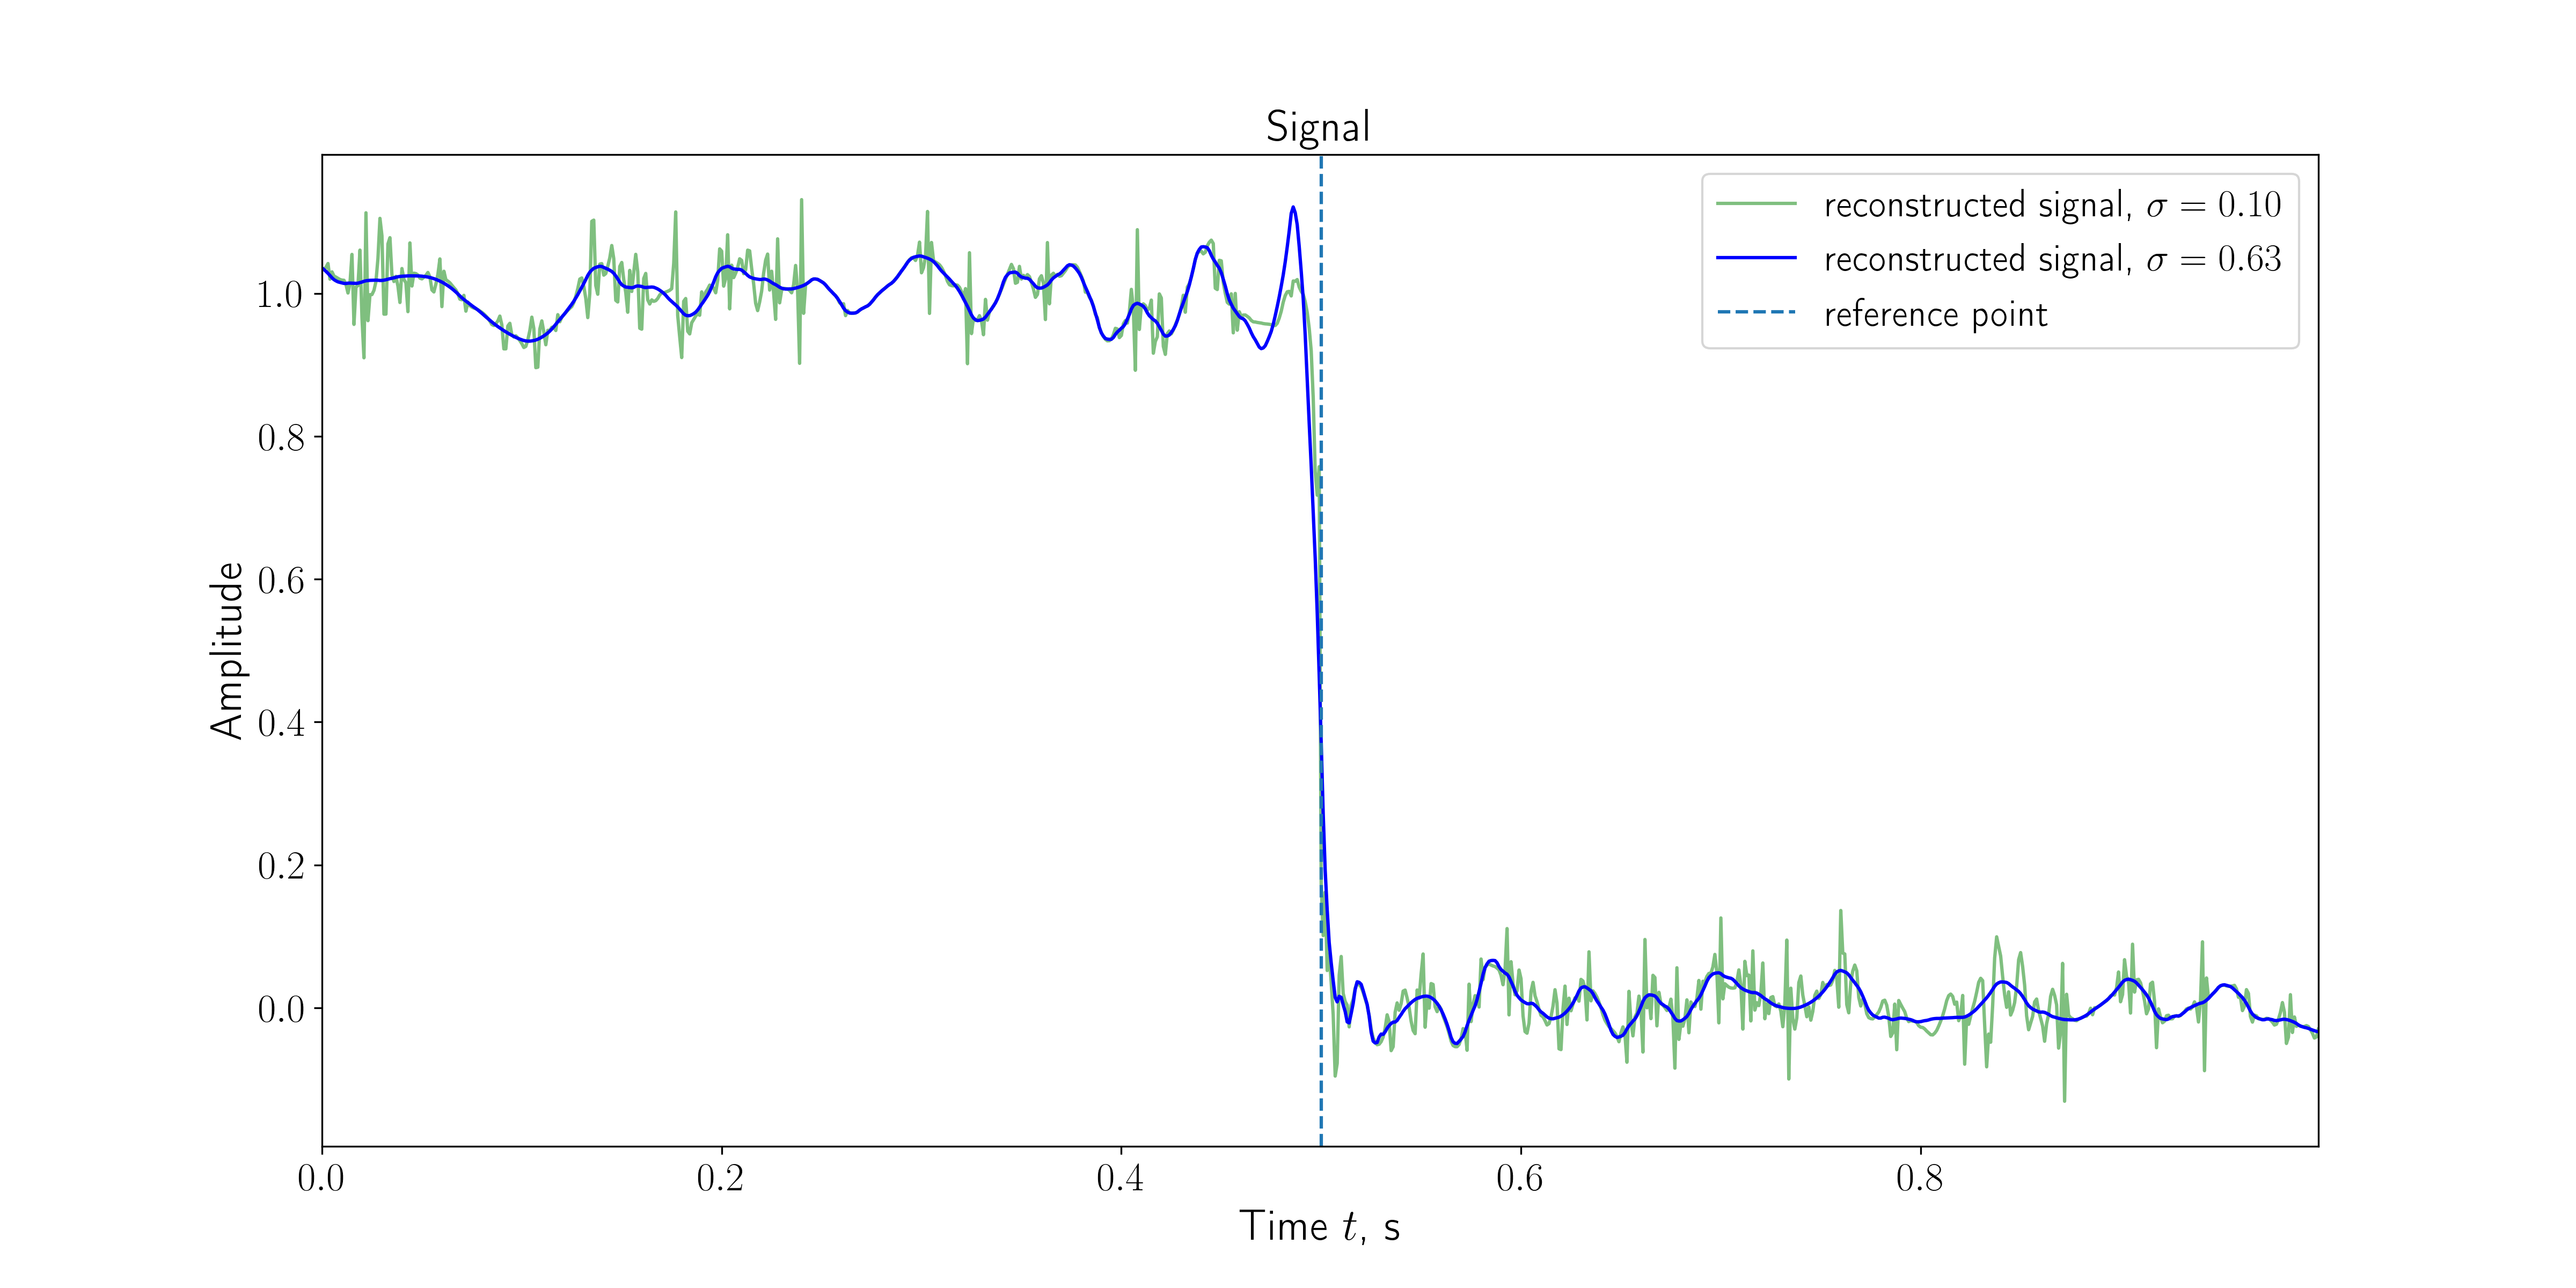 Signal
reconstructed signal, σ = 0.10
reconstructed signal, σ = 0.63
reference point
Amplitude
1.0
0.8
0.6
0.4
0.2
0.0
0.0 0.2 0.4 0.6 0.8
Time t, s